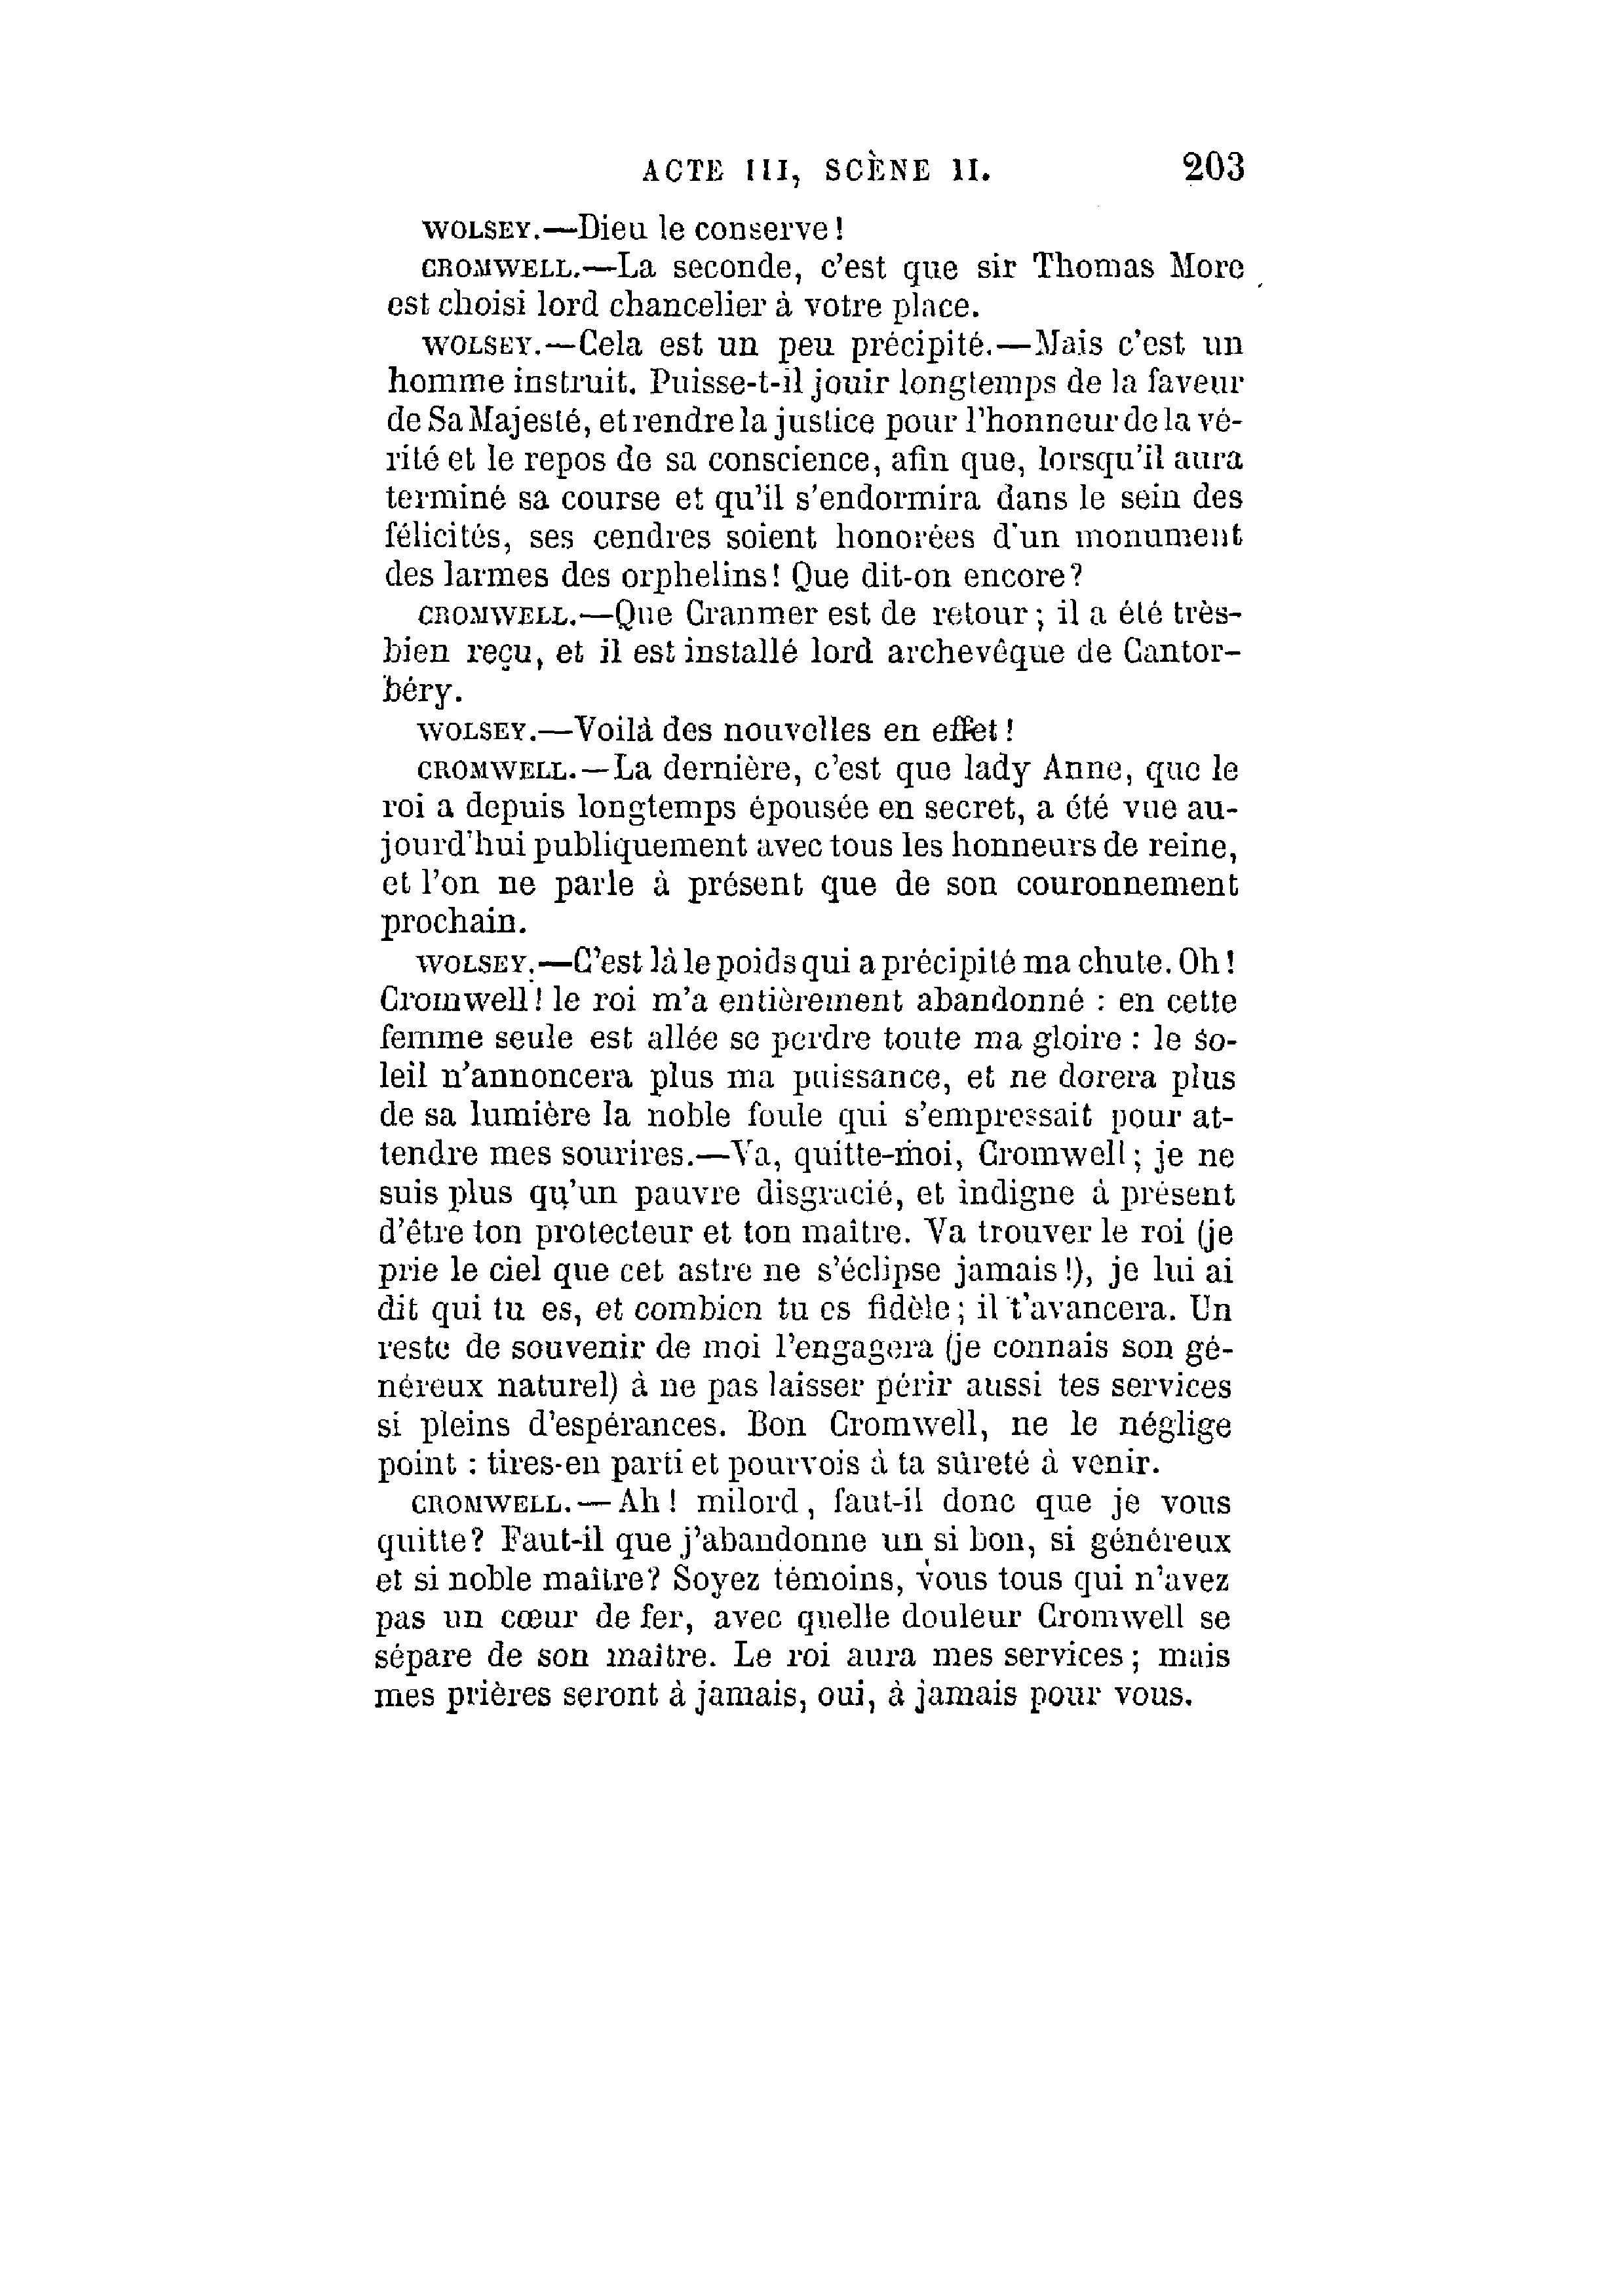 ACTE III, SCÈNE II. 203
WOLSEY.—Dieu le conserve !
CROMWELL.—La seconde, c'est que sir Thomas More
est choisi lord chancelier à votre place.
WOLSEY.—Cela est un peu précipité.—Mais c'est un
homme instruit. Puisse-t-il jouir longtemps de la faveur
de Sa Majesté, et rendre la justice pour l'honneur de la vé-
rité et le repos de sa conscience, afin que, lorsqu'il aura
terminé sa course et qu'il s'endormira dans le sein des
félicités, ses cendres soient honorées d'un monument
des larmes des orphelins! Que dit-on encore?
CROMWELL.—Que Cranmer est de retour ; il a été très-
bien reçu, et il est installé lord archevêque de Cantor-
béry.
WOLSEY.—Voilà des nouvelles en effet !
CROMWELL.—La dernière, c'est que lady Anne, que le
roi a depuis longtemps épousée en secret, a été vue au-
jourd'hui publiquement avec tous les honneurs de reine,
et l'on ne parle à présent que de son couronnement
prochain.
WOLSEY.—C'est là le poids qui a précipité ma chute. Oh !
Cromwell ! le roi m'a entièrement abandonné : en cette
femme seule est allée se perdre toute ma gloire : le so-
leil n'annoncera plus ma puissance, et ne dorera plus
de sa lumière la noble foule qui s'empressait pour at-
tendre mes sourires.—Va, quitte-moi, Cromwell ; je ne
suis plus qu'un pauvre disgracié, et indigne à présent
d'être ton protecteur et ton maître. Va trouver le roi (je
prie le ciel que cet astre ne s'éclipse jamais !), je lui ai
dit qui tu es, et combien tu es fidèle ; il t'avancera. Un
reste de souvenir de moi l'engagera (je connais son gé-
néreux naturel) à ne pas laisser périr aussi tes services
si pleins d'espérances. Bon Cromwell, ne le néglige
point : tires-en parti et pourvois à ta sûreté à venir.
CROMWELL.—Ah ! milord, faut-il donc que je vous
quitte? Faut-il que j'abandonne un si bon, si généreux
et si noble maître? Soyez témoins, vous tous qui n'avez
pas un cœur de fer, avec quelle douleur Cromwell se
sépare de son maître. Le roi aura mes services ; mais
mes prières seront à jamais, oui, à jamais pour vous.